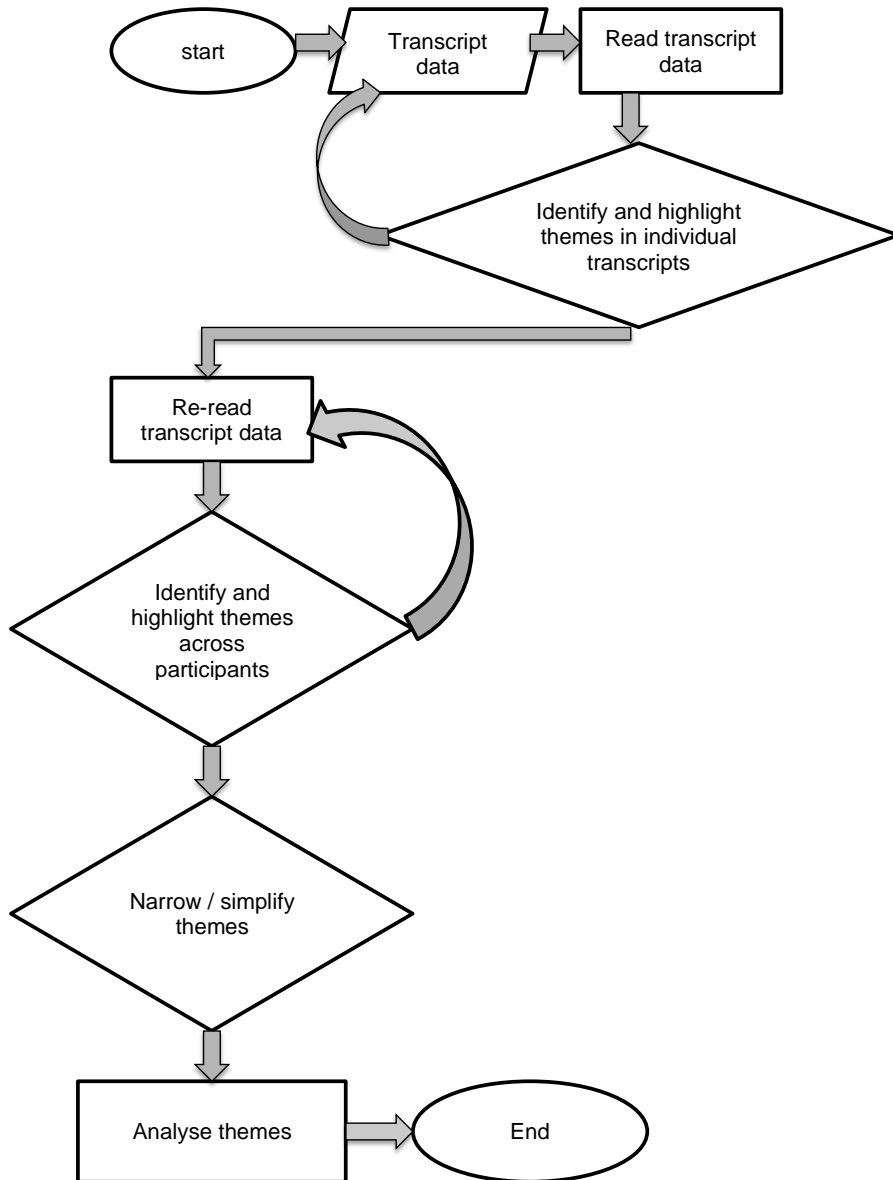 start
Transcript
data
Read transcript
data
Identify and highlight
themes in individual
transcripts
Re-read
transcript data
Identify and
highlight themes
across
participants
Narrow / simplify
themes
Analyse themes
End